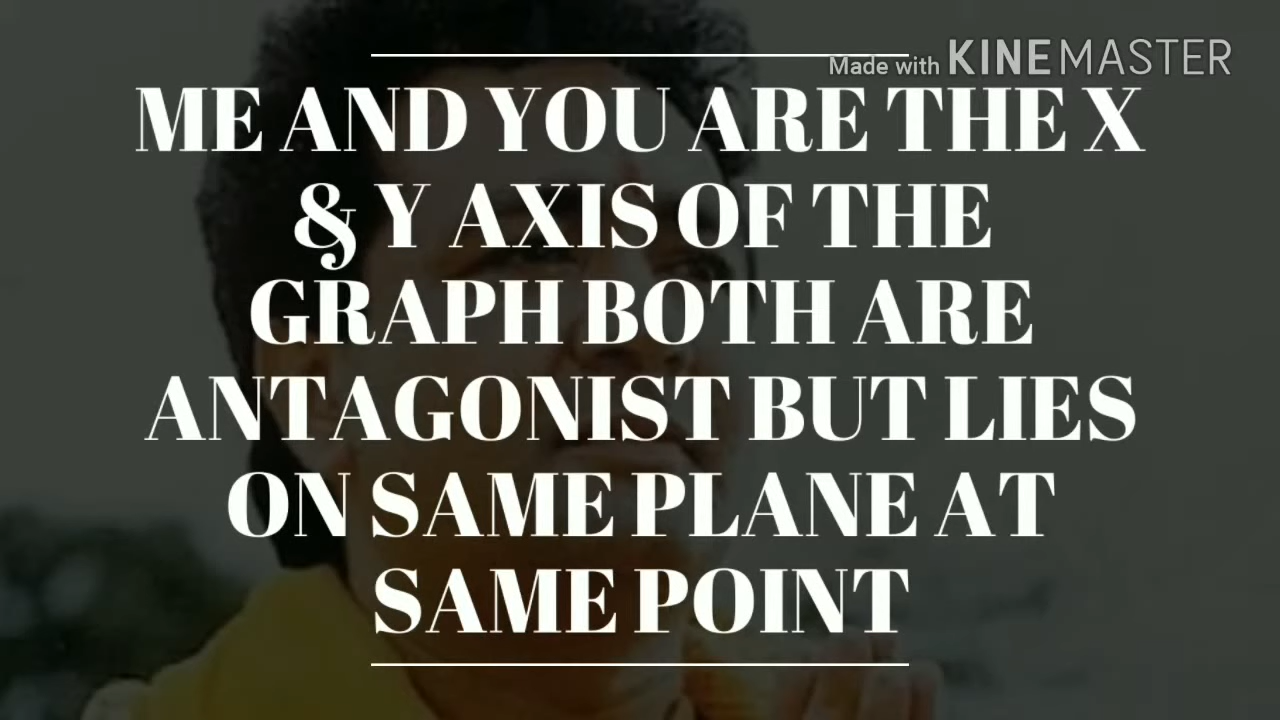 Made with KINEMASTER
ME AND YOU ARE THE X
& Y AXIS OF THE
GRAPH BOTH ARE
ANTAGONIST BUT LIES
ON SAME PLANE AT
SAME POINT